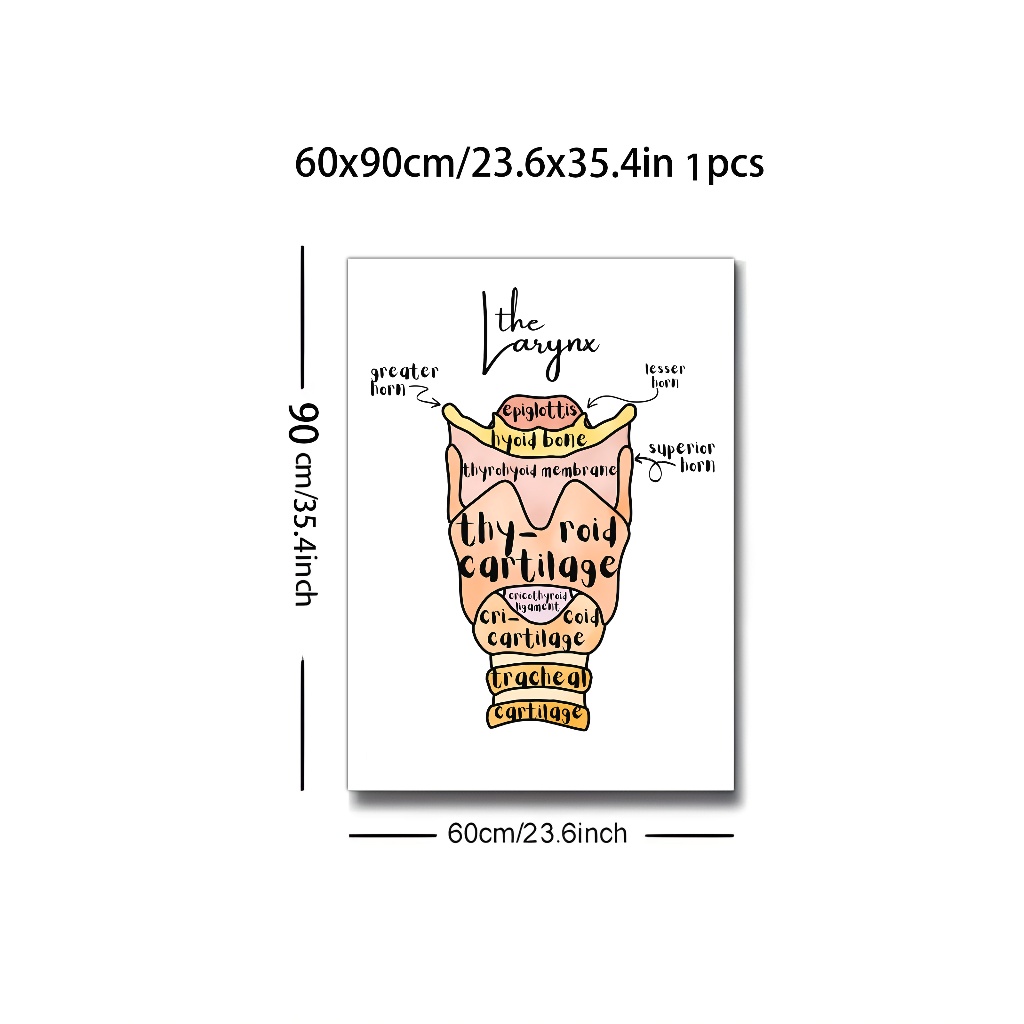 60x90cm/23.6x35.4in 1pcs
90 cm/35.4inch
the
Larynx
greater
horn
lesser
horn
epiglottis
hyoid bone
superior
horn
thyrohyoid membrane
thy- roid
cartilage
cricothyroid
ligament
cri- coid
cartilage
tracheal
cartilage
60cm/23.6inch